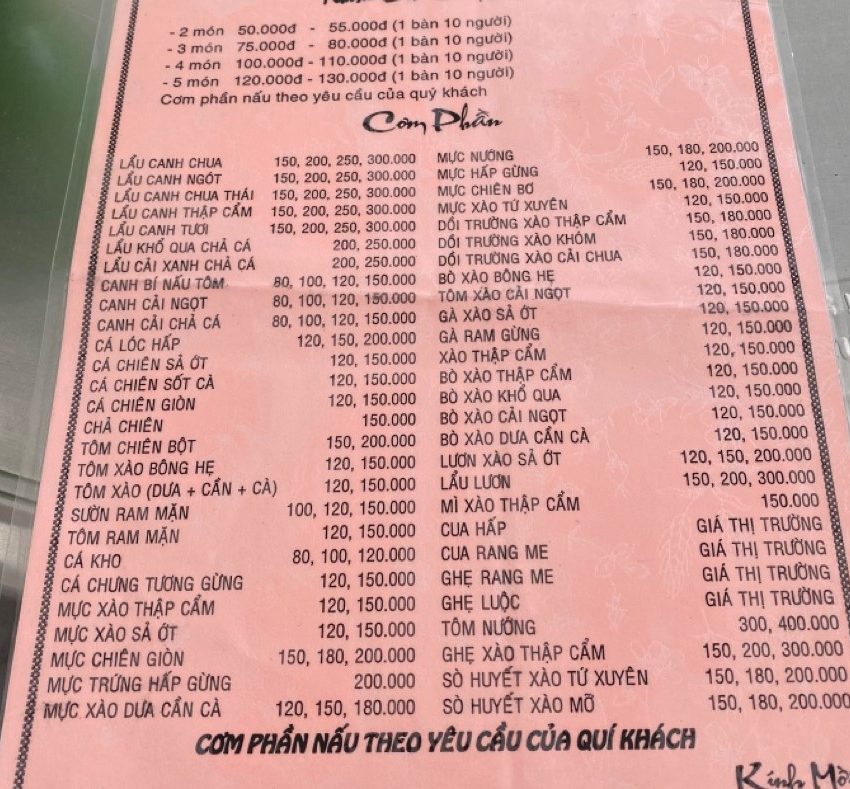 - 2 món 50.000đ - 55.000đ (1 bàn 10 người)
- 3 món 75.000đ - 80.000đ (1 bàn 10 người)
- 4 món 100.000đ - 110.000đ (1 bàn 10 người)
- 5 món 120.000đ - 130.000đ (1 bàn 10 người)
Cơm phần nấu theo yêu cầu của quý khách
Cơm Phần
LẨU CANH CHUA 150, 200, 250, 300.000
LẨU CANH NGÓT 150, 200, 250, 300.000
LẨU CANH CHUA THÁI 150, 200, 250, 300.000
LẨU CANH THẬP CẨM 150, 200, 250, 300.000
LẨU CANH TƯƠI 150, 200, 250, 300.000
LẨU KHỔ QUA CHẢ CÁ 200, 250.000
LẨU CẢI XANH CHẢ CÁ 200, 250.000
CANH BÍ NẤU TÔM 80, 100, 120, 150.000
CANH CẢI NGỌT 80, 100, 120, 150.000
CANH CẢI CHẢ CÁ 80, 100, 120, 150.000
CÁ LÓC HẤP 120, 150, 200.000
CÁ CHIÊN SẢ ỚT 120, 150.000
CÁ CHIÊN SỐT CÀ 120, 150.000
CÁ CHIÊN GIÒN 120, 150.000
CHẢ CHIÊN 150.000
TÔM CHIÊN BỘT 150, 200.000
TÔM XÀO BÔNG HẸ 120, 150.000
TÔM XÀO (DƯA + CẦN + CÀ) 120, 150.000
SƯỜN RAM MẶN 100, 120, 150.000
TÔM RAM MẶN 120, 150.000
CÁ KHO 80, 100, 120.000
CÁ CHƯNG TƯƠNG GỪNG 120, 150.000
MỰC XÀO THẬP CẨM 120, 150.000
MỰC XÀO SẢ ỚT 120, 150.000
MỰC CHIÊN GIÒN 150, 180, 200.000
MỰC TRỨNG HẤP GỪNG 200.000
MỰC XÀO DƯA CẦN CÀ 120, 150, 180.000
MỰC NƯỚNG 150, 180, 200,000
MỰC HẤP GỪNG 120, 150.000
MỰC CHIÊN BƠ 150, 180, 200.000
MỰC XÀO TỨ XUYÊN 120, 150.000
DỒI TRƯỜNG XÀO THẬP CẨM 150, 180.000
DỒI TRƯỜNG XÀO KHÓM 150, 180.000
DỒI TRƯỜNG XÀO CẢI CHUA 150, 180.000
BÒ XÀO BÔNG HẸ 120, 150.000
TÔM XÀO CẢI NGỌT 120, 150,000
GÀ XÀO SẢ ỚT 120, 150.000
GÀ RAM GỪNG 120, 150.000
XÀO THẬP CẨM 120, 150.000
BÒ XÀO THẬP CẨM 120, 150.000
BÒ XÀO KHỔ QUA 120, 150.000
BÒ XÀO CẢI NGỌT 120, 150.000
BÒ XÀO DƯA CẦN CÀ 120, 150.000
LƯƠN XÀO SẢ ỚT 120, 150, 200.000
LẨU LƯƠN 150, 200, 300.000
MÌ XÀO THẬP CẨM 150.000
CUA HẤP GIÁ THỊ TRƯỜNG
CUA RANG ME GIÁ THỊ TRƯỜNG
GHẸ RANG ME GIÁ THỊ TRƯỜNG
GHẸ LUỘC GIÁ THỊ TRƯỜNG
TÔM NƯỚNG 300, 400.000
GHẸ XÀO THẬP CẨM 150, 200, 300.000
SÒ HUYẾT XÀO TỨ XUYÊN 150, 180, 200.000
SÒ HUYẾT XÀO MỠ 150, 180, 200.000
CƠM PHẦN NẤU THEO YÊU CẦU CỦA QUÍ KHÁCH
Kính